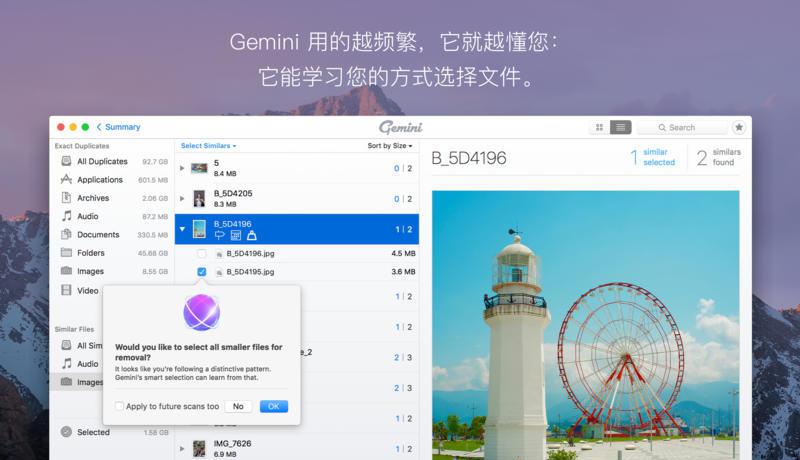 Gemini 用的越频繁，它就越懂您：
它能学习您的方式选择文件。
Summary
Gemini
Search
Exact Duplicates
All Duplicates 92.7 GB
Applications 601.5 MB
Archives 2.06 GB
Audio 87.2 MB
Documents 330.5 MB
Folders 45.68 GB
Images 8.55 GB
Video
Similar Files
All Sim
Audio
Images
Selected 1.58 GB
Select Similars
Sort by Size
5
8.4 MB
0 | 2
B_5D4205
8.3 MB
0 | 2
B_5D4196
1 | 2
B_5D4196.jpg 4.5 MB
B_5D4195.jpg 3.6 MB
1 | 2
1 | 2
e_2
2 | 3
2 | 3
1 | 2
IMG_7626
6.9 MB
1 | 2
Would you like to select all smaller files for
removal?
It looks like you're following a distinctive pattern.
Gemini's smart selection can learn from that.
Apply to future scans too
No
OK
B_5D4196
1 similar
selected
2 similars
found